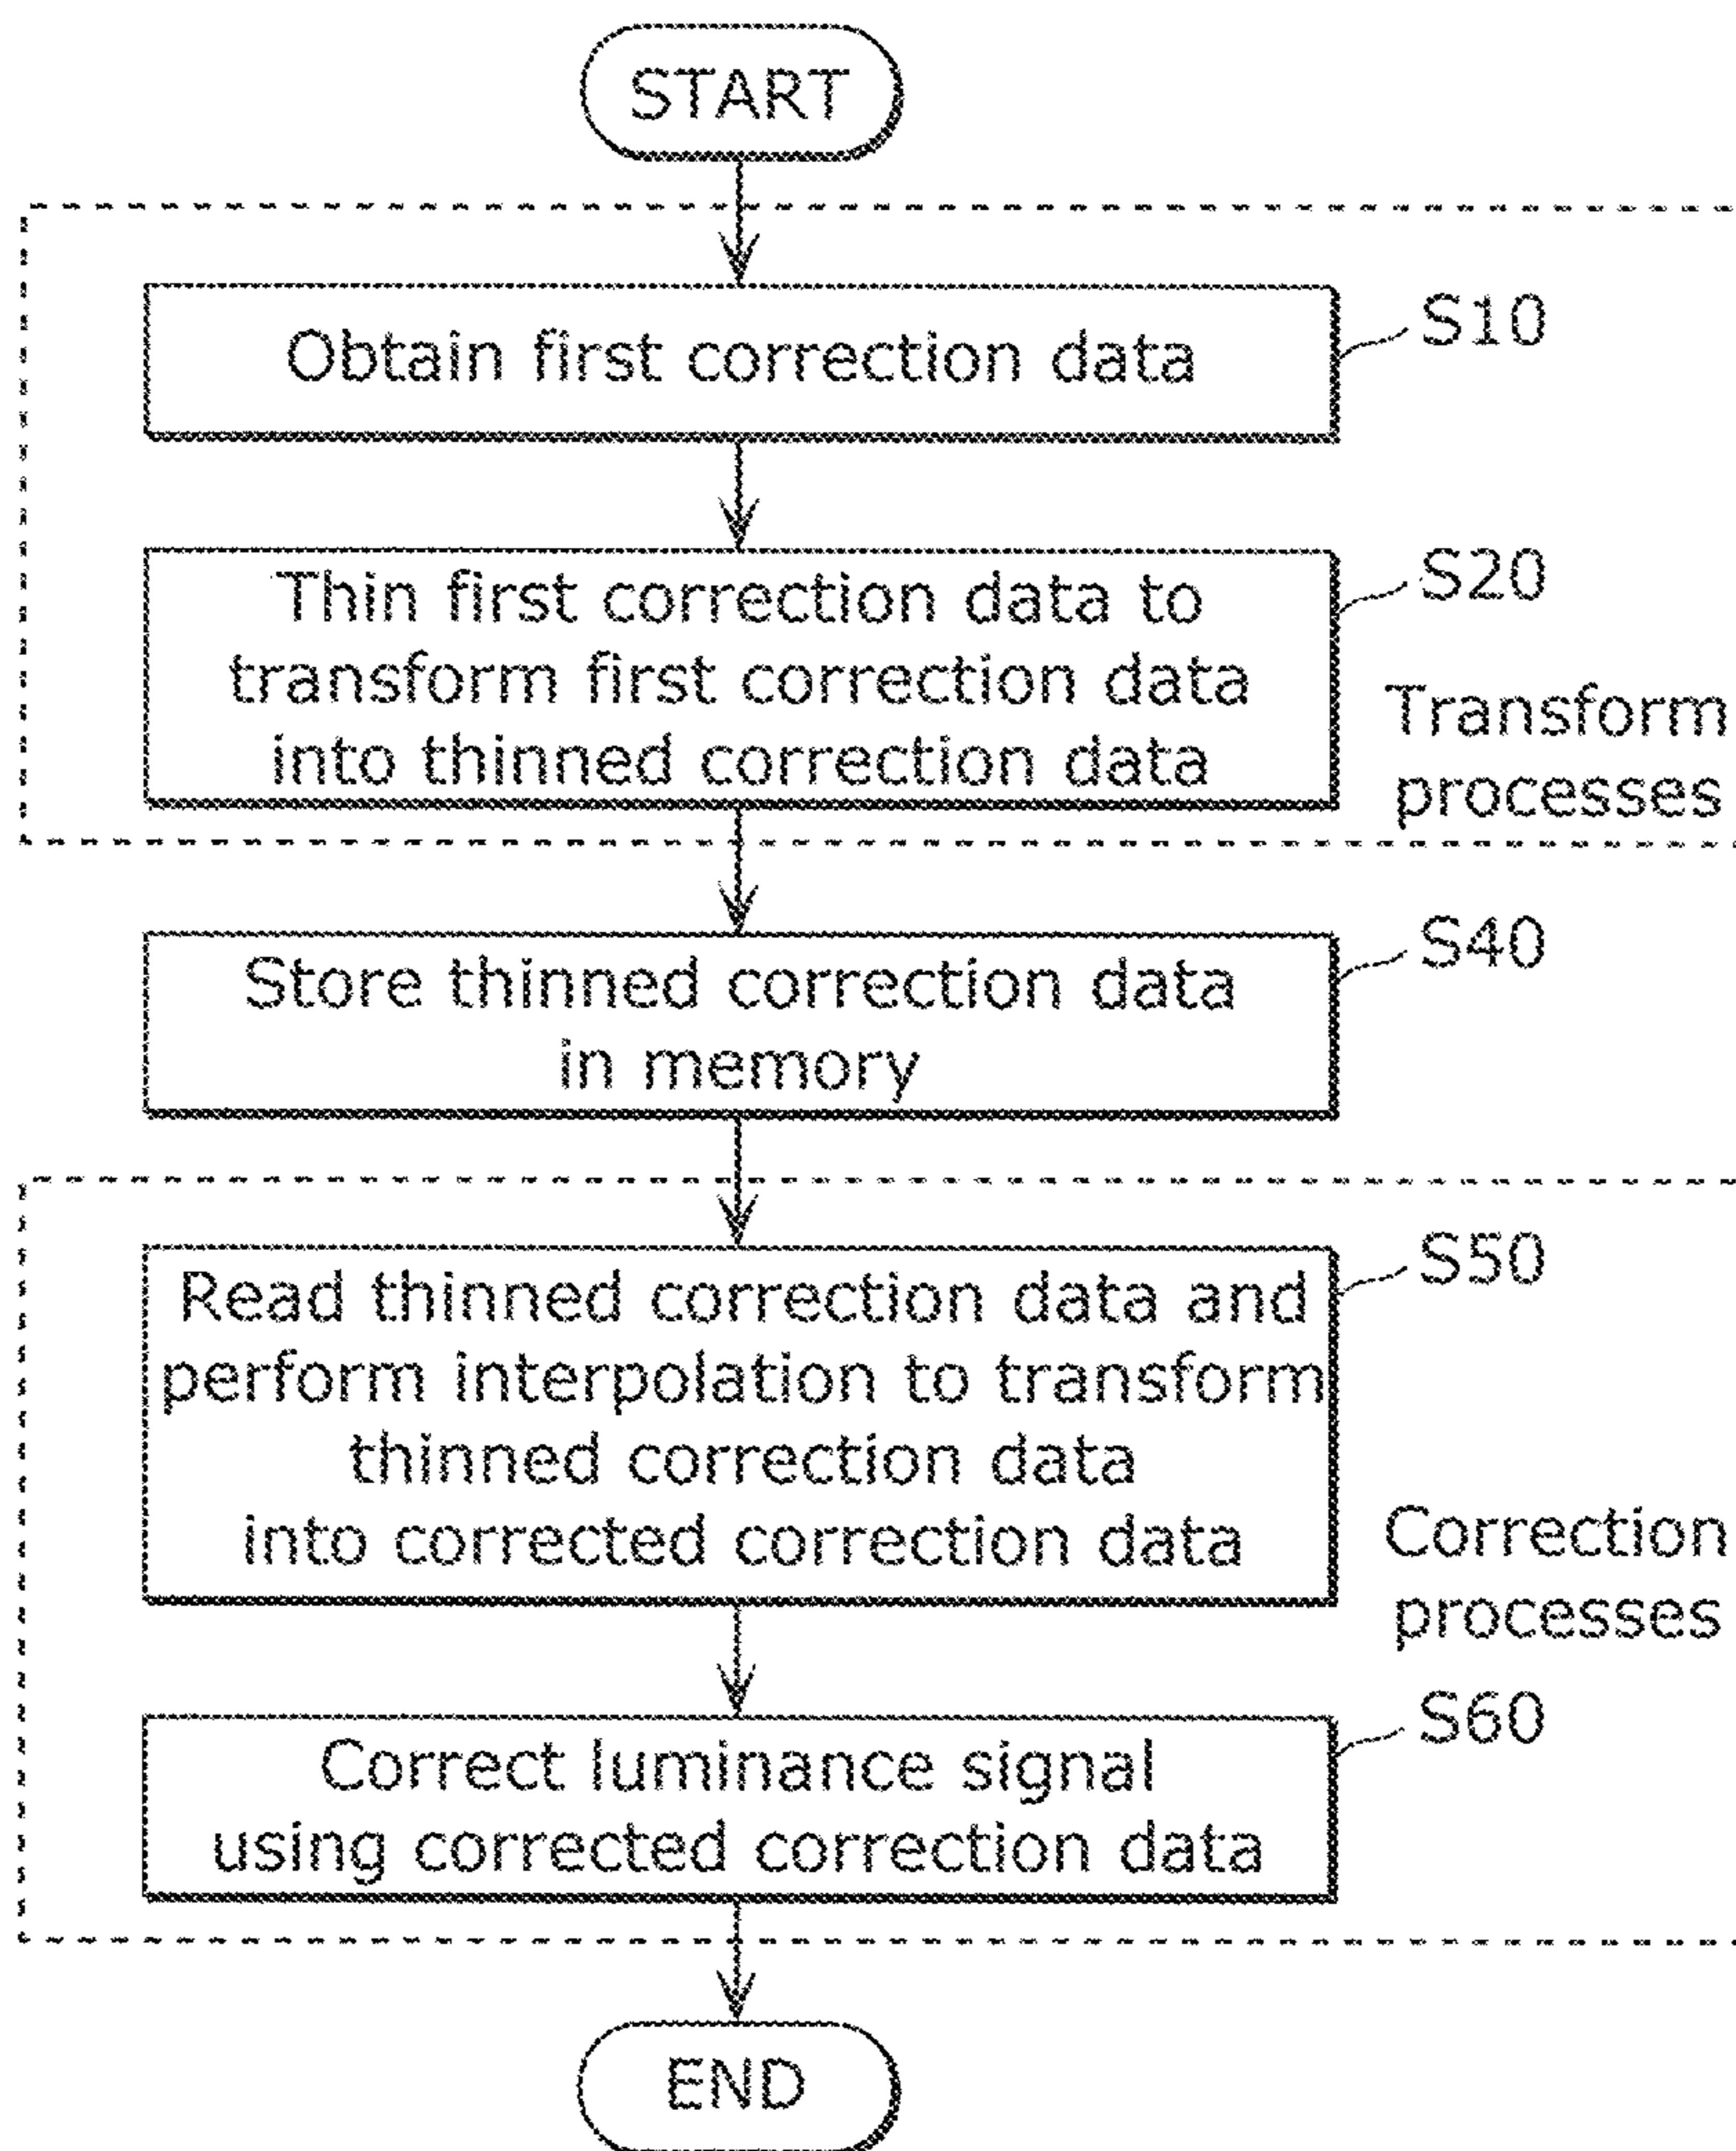 START
Obtain first correction data
S10
Thin first correction data to
transform first correction data
into thinned correction data
S20
Transform
processes
Store thinned correction data
in memory
S40
Read thinned correction data and
perform interpolation to transform
thinned correction data
into corrected correction data
S50
Correction
processes
Correct luminance signal
using corrected correction data
S60
END